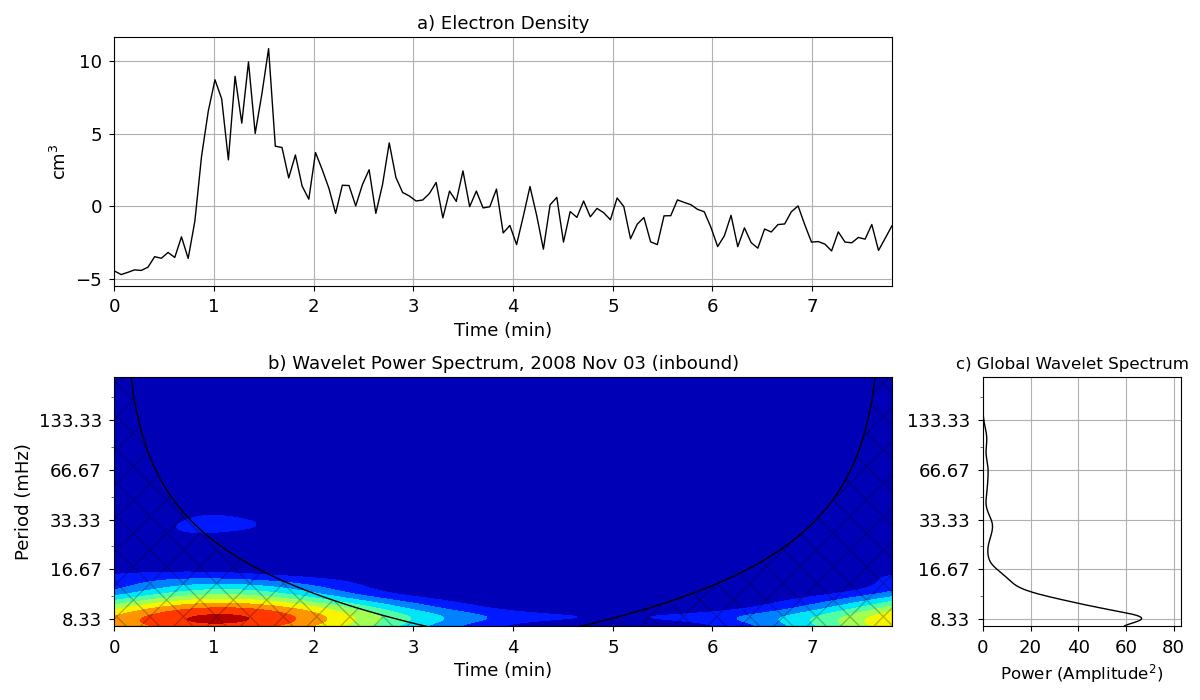 a) Electron Density
10
5
0
−5
cm³
0 1 2 3 4 5 6 7
Time (min)
b) Wavelet Power Spectrum, 2008 Nov 03 (inbound)
133.33
66.67
33.33
16.67
8.33
Period (mHz)
0 1 2 3 4 5 6 7
Time (min)
c) Global Wavelet Spectrum
133.33
66.67
33.33
16.67
8.33
0 20 40 60 80
Power (Amplitude²)